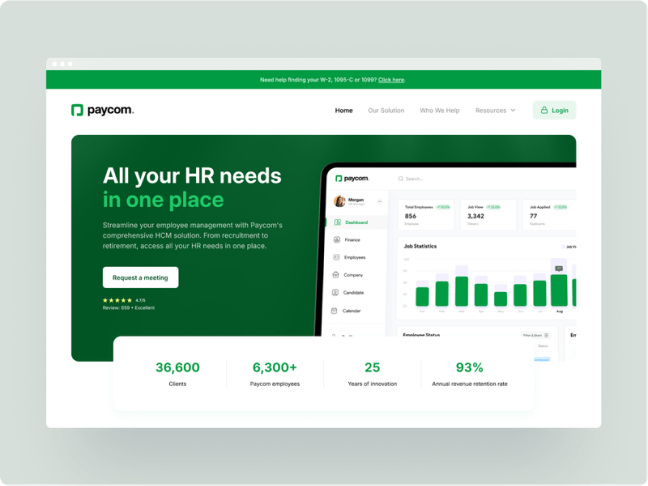 Need help finding your W-2, 1095-C or 1099? Click here.
paycom.
Home
Our Solution
Who We Help
Resources
Login
All your HR needs
in one place
Streamline your employee management with Paycom's
comprehensive HCM solution. From recruitment to
retirement, access all your HR needs in one place.
Request a meeting
4.7/5
Review: 859 • Excellent
paycom.
Search...
Morgan
Dashboard
Finance
Employees
Company
Candidate
Calendar
Total Employees
856
Job View
3,342
Job Applied
77
Job Statistics
Aug
Employee Status
36,600
Clients
6,300+
Paycom employees
25
Years of innovation
93%
Annual revenue retention rate